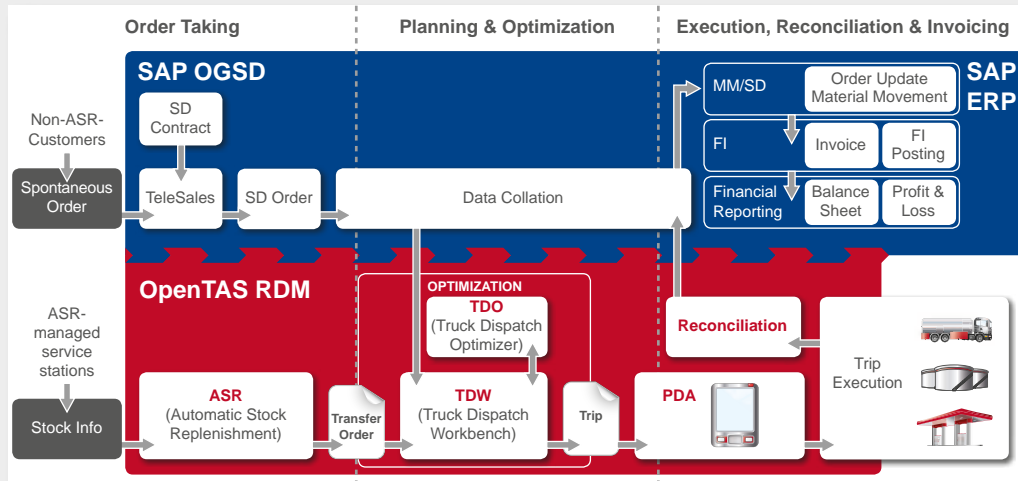 Order Taking
Planning & Optimization
Execution, Reconciliation & Invoicing
SAP OGSD
SAP
ERP
Non-ASR-
Customers
Spontaneous
Order
SD
Contract
TeleSales
SD Order
Data Collation
MM/SD
Order Update
Material Movement
FI
Invoice
FI
Posting
Financial
Reporting
Balance
Sheet
Profit &
Loss
OpenTAS RDM
ASR-
managed
service
stations
Stock Info
ASR
(Automatic Stock
Replenishment)
Transfer
Order
OPTIMIZATION
TDO
(Truck Dispatch
Optimizer)
TDW
(Truck Dispatch
Workbench)
Trip
PDA
Reconciliation
Trip
Execution